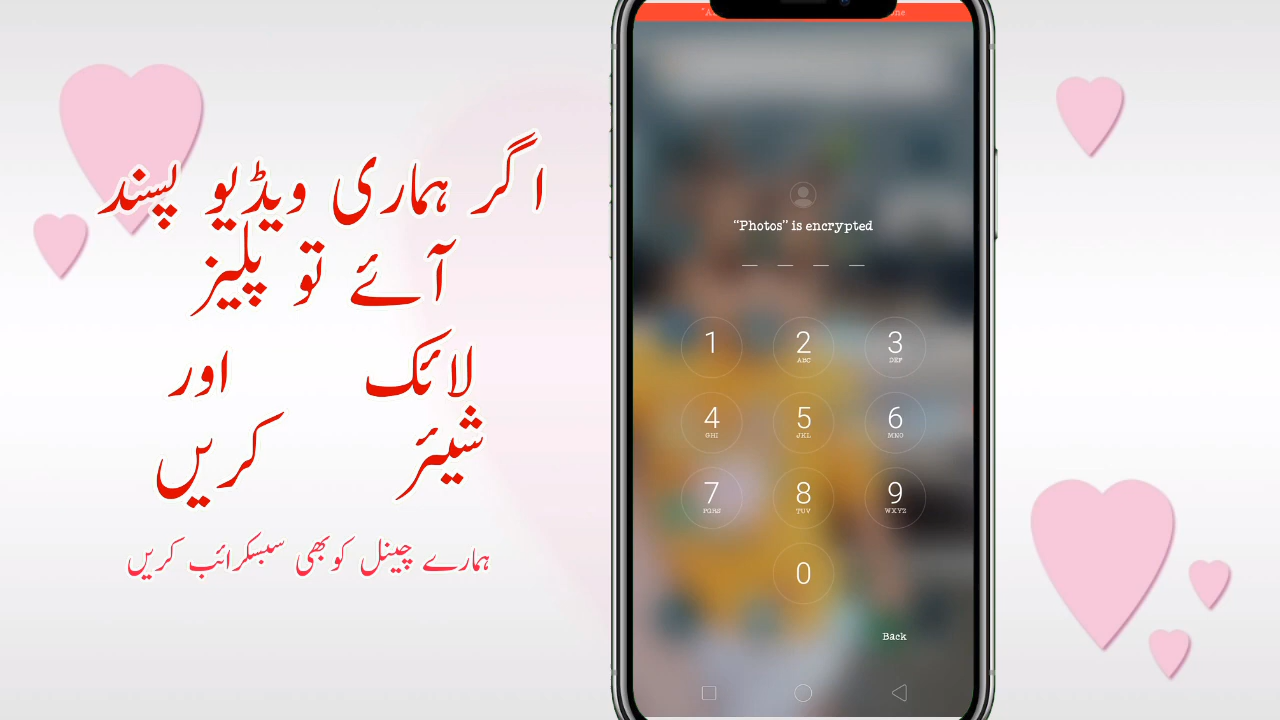 اگر ہماری ویڈیو پسند
آئے تو پلیز
لائک اور
شیئر کریں
ہمارے چینل کو بھی سبسکرائب کریں
“Photos” is encrypted
1
2
ABC
3
DEF
4
GHI
5
JKL
6
MNO
7
PQRS
8
TUV
9
WXYZ
0
Back